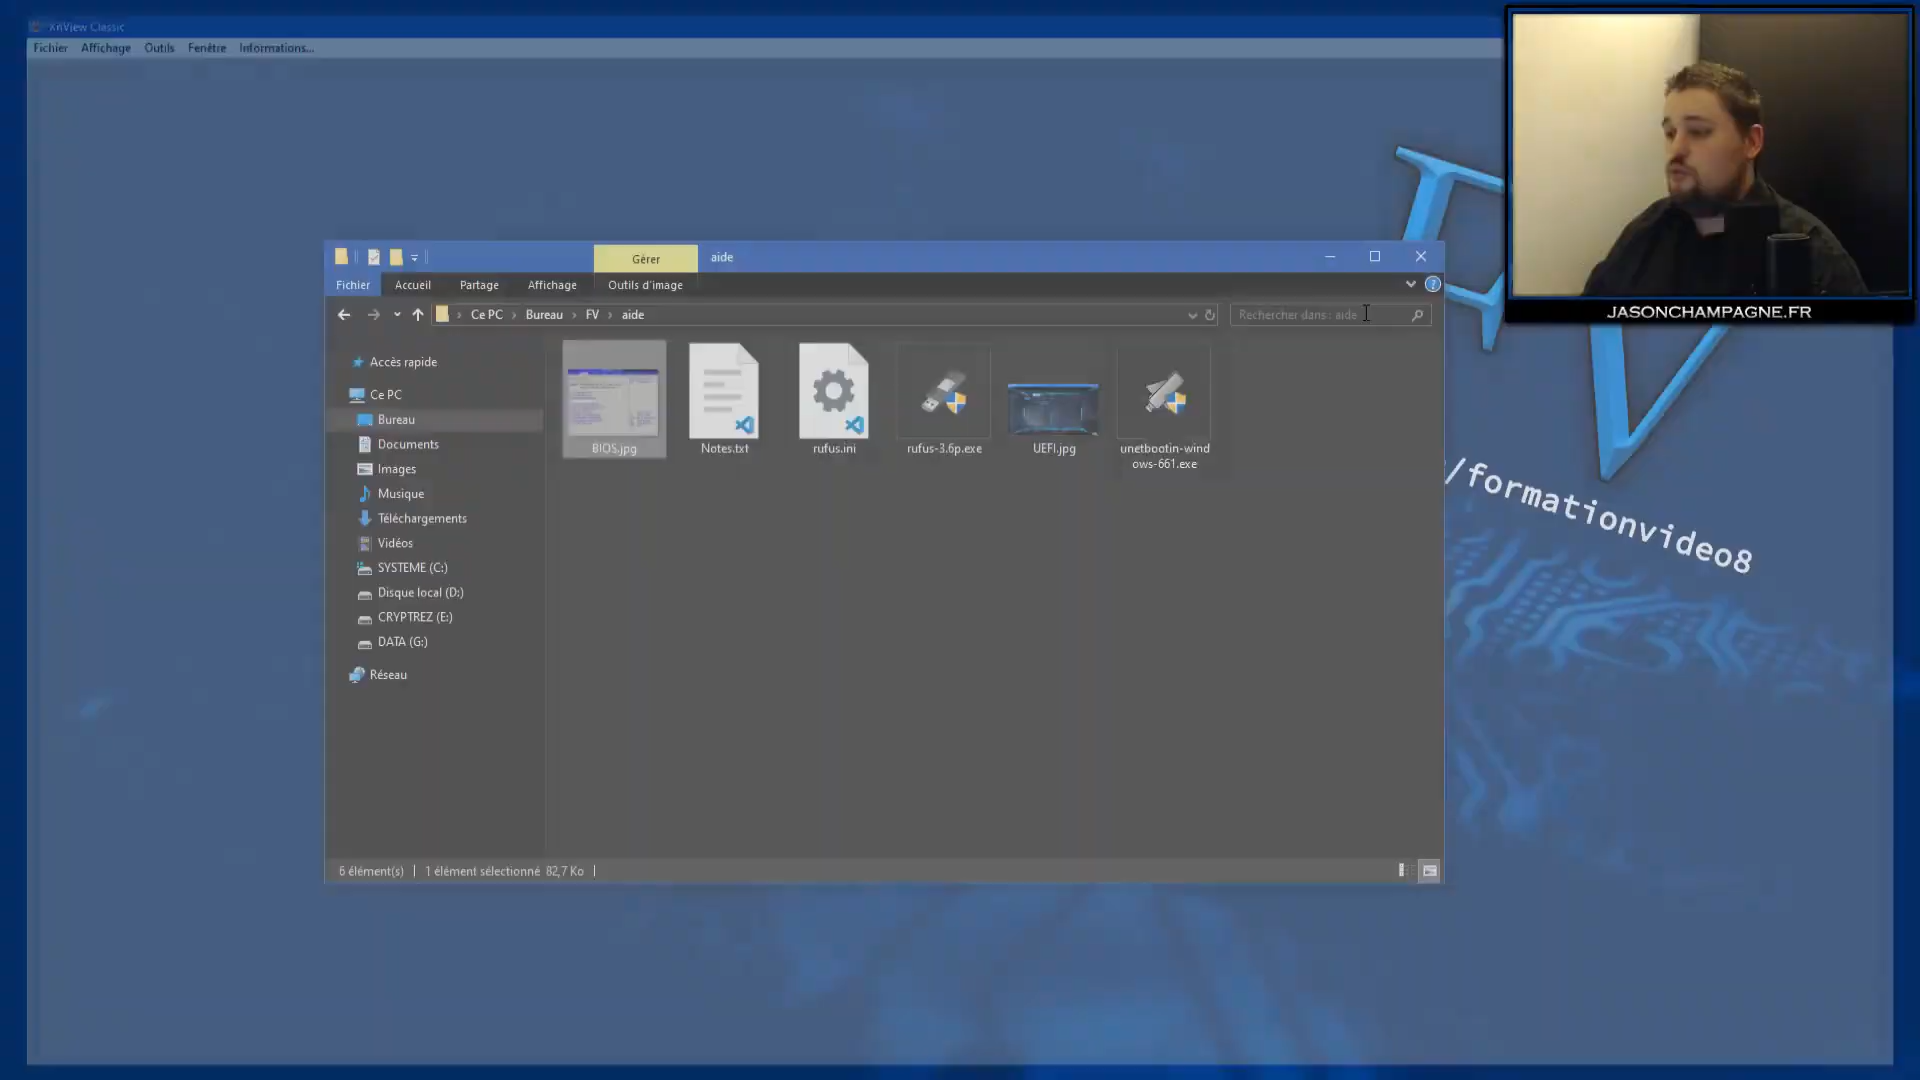 XnView Classic
Fichier Affichage Outils Fenêtre Informations...
JASONCHAMPAGNE.FR
Gérer aide
Fichier Accueil Partage Affichage Outils d'image
Ce PC Bureau FV aide
Rechercher dans : aide
Accès rapide
Ce PC
Bureau
Documents
Images
Musique
Téléchargements
Vidéos
SYSTEME (C:)
Disque local (D:)
CRYPTREZ (E:)
DATA (G:)
Réseau
BIOS.jpg
Notes.txt
rufus.ini
rufus-3.6p.exe
UEFI.jpg
unetbootin-wind
ows-661.exe
/formationvideo8
6 élément(s) 1 élément sélectionné 82,7 Ko